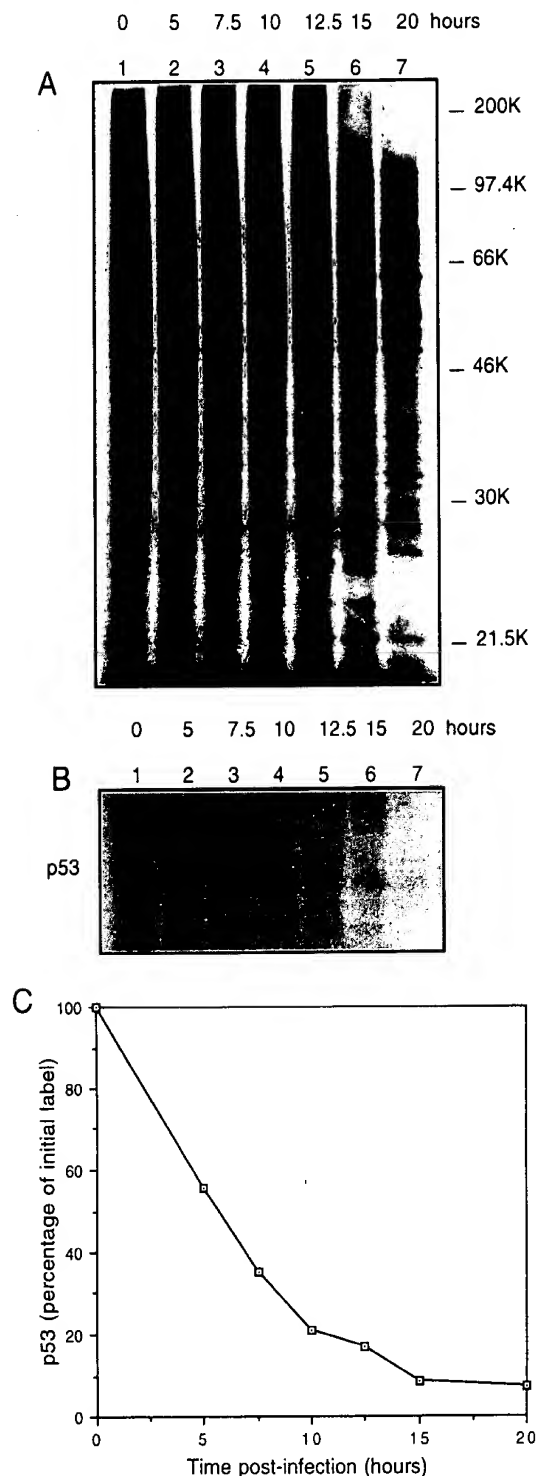 0 5 7.5 10 12.5 15 20 hours
A
1 2 3 4 5 6 7
200K
97.4K
66K
46K
30K
21.5K
0 5 7.5 10 12.5 15 20 hours
B
1 2 3 4 5 6 7
p53
C
100
80
60
40
20
0
p53 (percentage of initial label)
0 5 10 15 20
Time post-infection (hours)